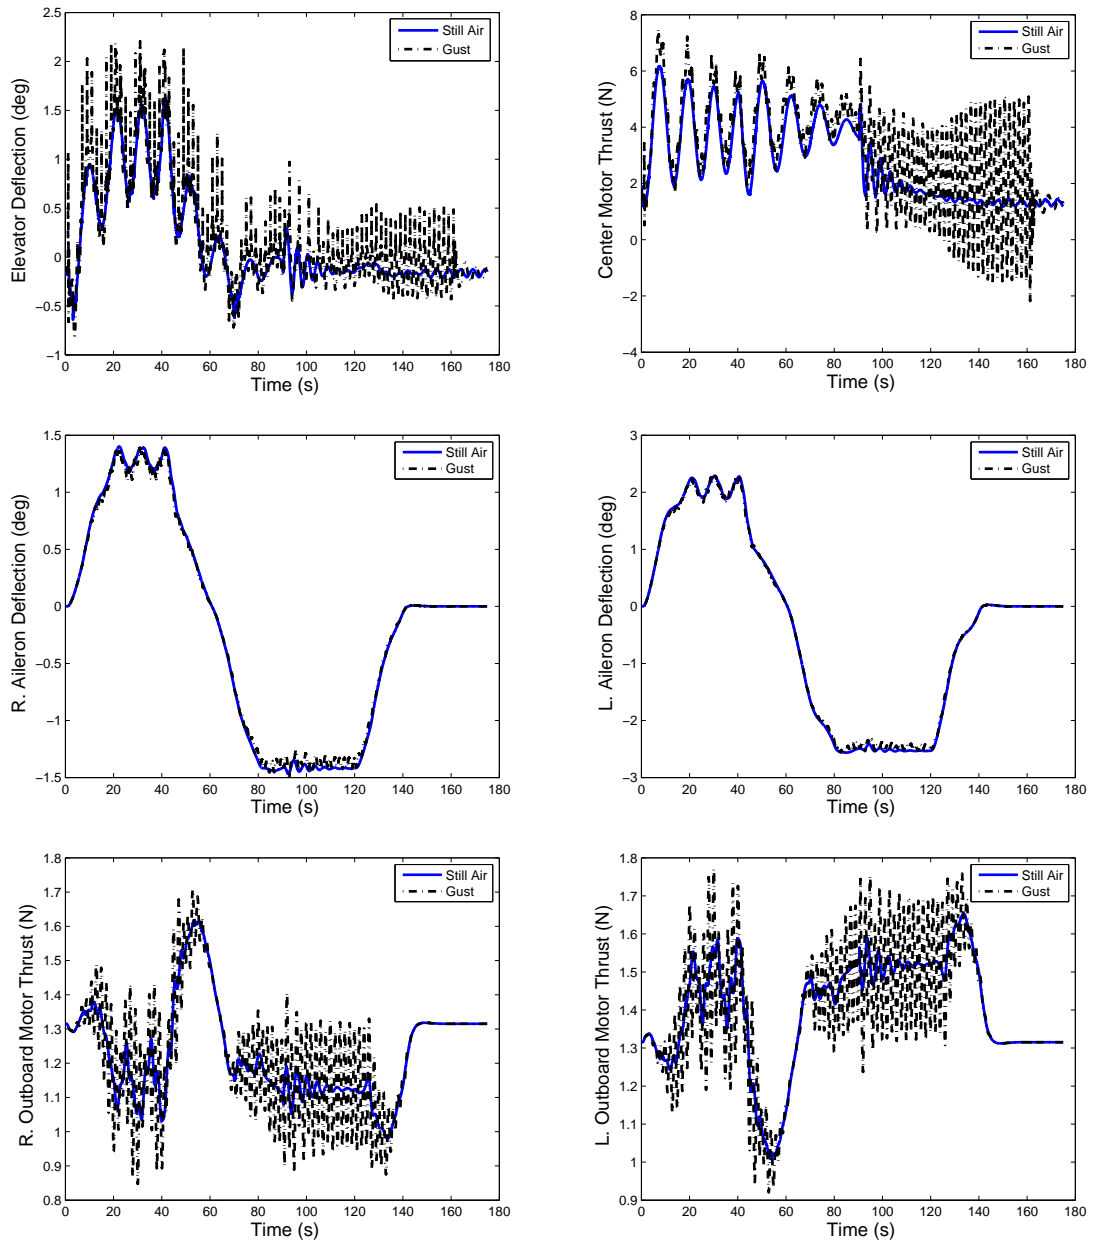 2.5
2
1.5
1
0.5
0
−0.5
−1
0 20 40 60 80 100 120 140 160 180
Time (s)
Elevator Deflection (deg)
Still Air
Gust
8
6
4
2
0
−2
−4
0 20 40 60 80 100 120 140 160 180
Time (s)
Center Motor Thrust (N)
Still Air
Gust
1.5
1
0.5
0
−0.5
−1
−1.5
0 20 40 60 80 100 120 140 160 180
Time (s)
R. Aileron Deflection (deg)
Still Air
Gust
3
2
1
0
−1
−2
−3
0 20 40 60 80 100 120 140 160 180
Time (s)
L. Aileron Deflection (deg)
Still Air
Gust
1.8
1.7
1.6
1.5
1.4
1.3
1.2
1.1
1
0.9
0.8
0 20 40 60 80 100 120 140 160 180
Time (s)
R. Outboard Motor Thrust (N)
Still Air
Gust
1.8
1.7
1.6
1.5
1.4
1.3
1.2
1.1
1
0.9
0 20 40 60 80 100 120 140 160 180
Time (s)
L. Outboard Motor Thrust (N)
Still Air
Gust